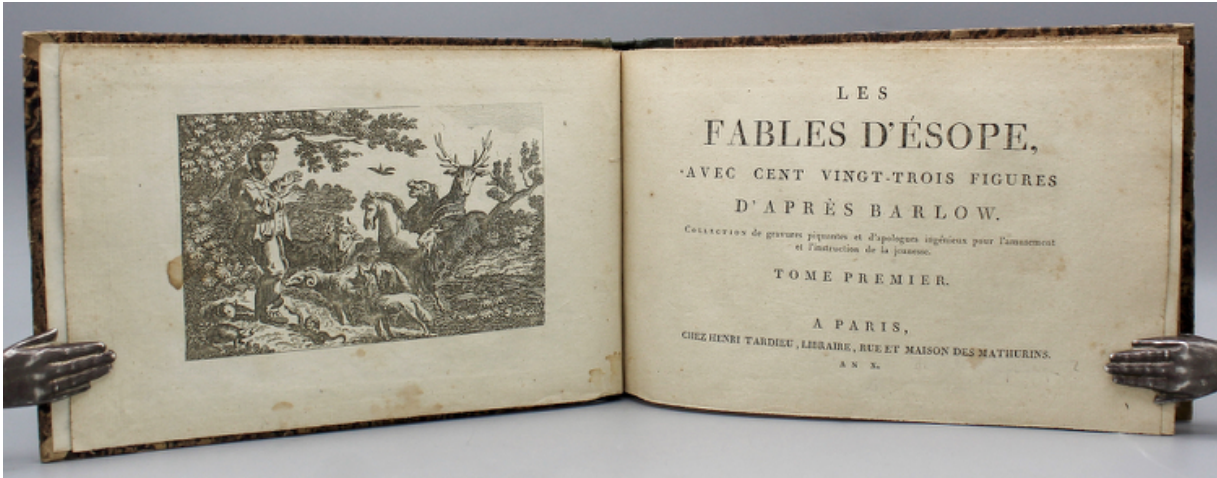 LES
FABLES D'ÉSOPE,
AVEC CENT VINGT-TROIS FIGURES
D'APRÈS BARLOW.
COLLECTION de gravures piquantes et d'apologues ingénieux pour l'amusement
et l'instruction de la jeunesse.
TOME PREMIER.
A PARIS,
CHEZ HENRI TARDIEU, LIBRAIRE, RUE ET MAISON DES MATHURINS.
AN X.